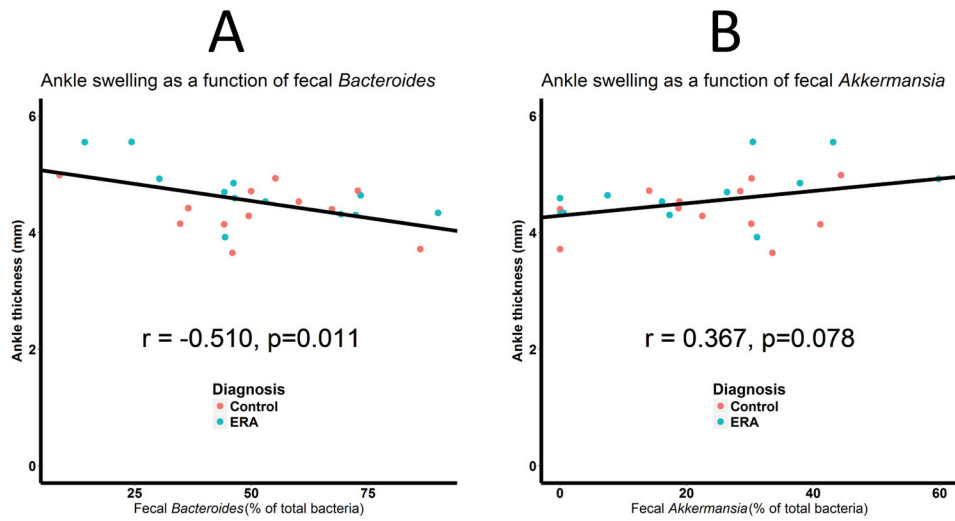 A
Ankle swelling as a function of fecal Bacteroides
Ankle thickness (mm)
6
4
2
0
r = -0.510, p=0.011
Diagnosis
Control
ERA
25 50 75
Fecal Bacteroides(% of total bacteria)
B
Ankle swelling as a function of fecal Akkermansia
Ankle thickness (mm)
6
4
2
0
r = 0.367, p=0.078
Diagnosis
Control
ERA
0 20 40 60
Fecal Akkermansia(% of total bacteria)